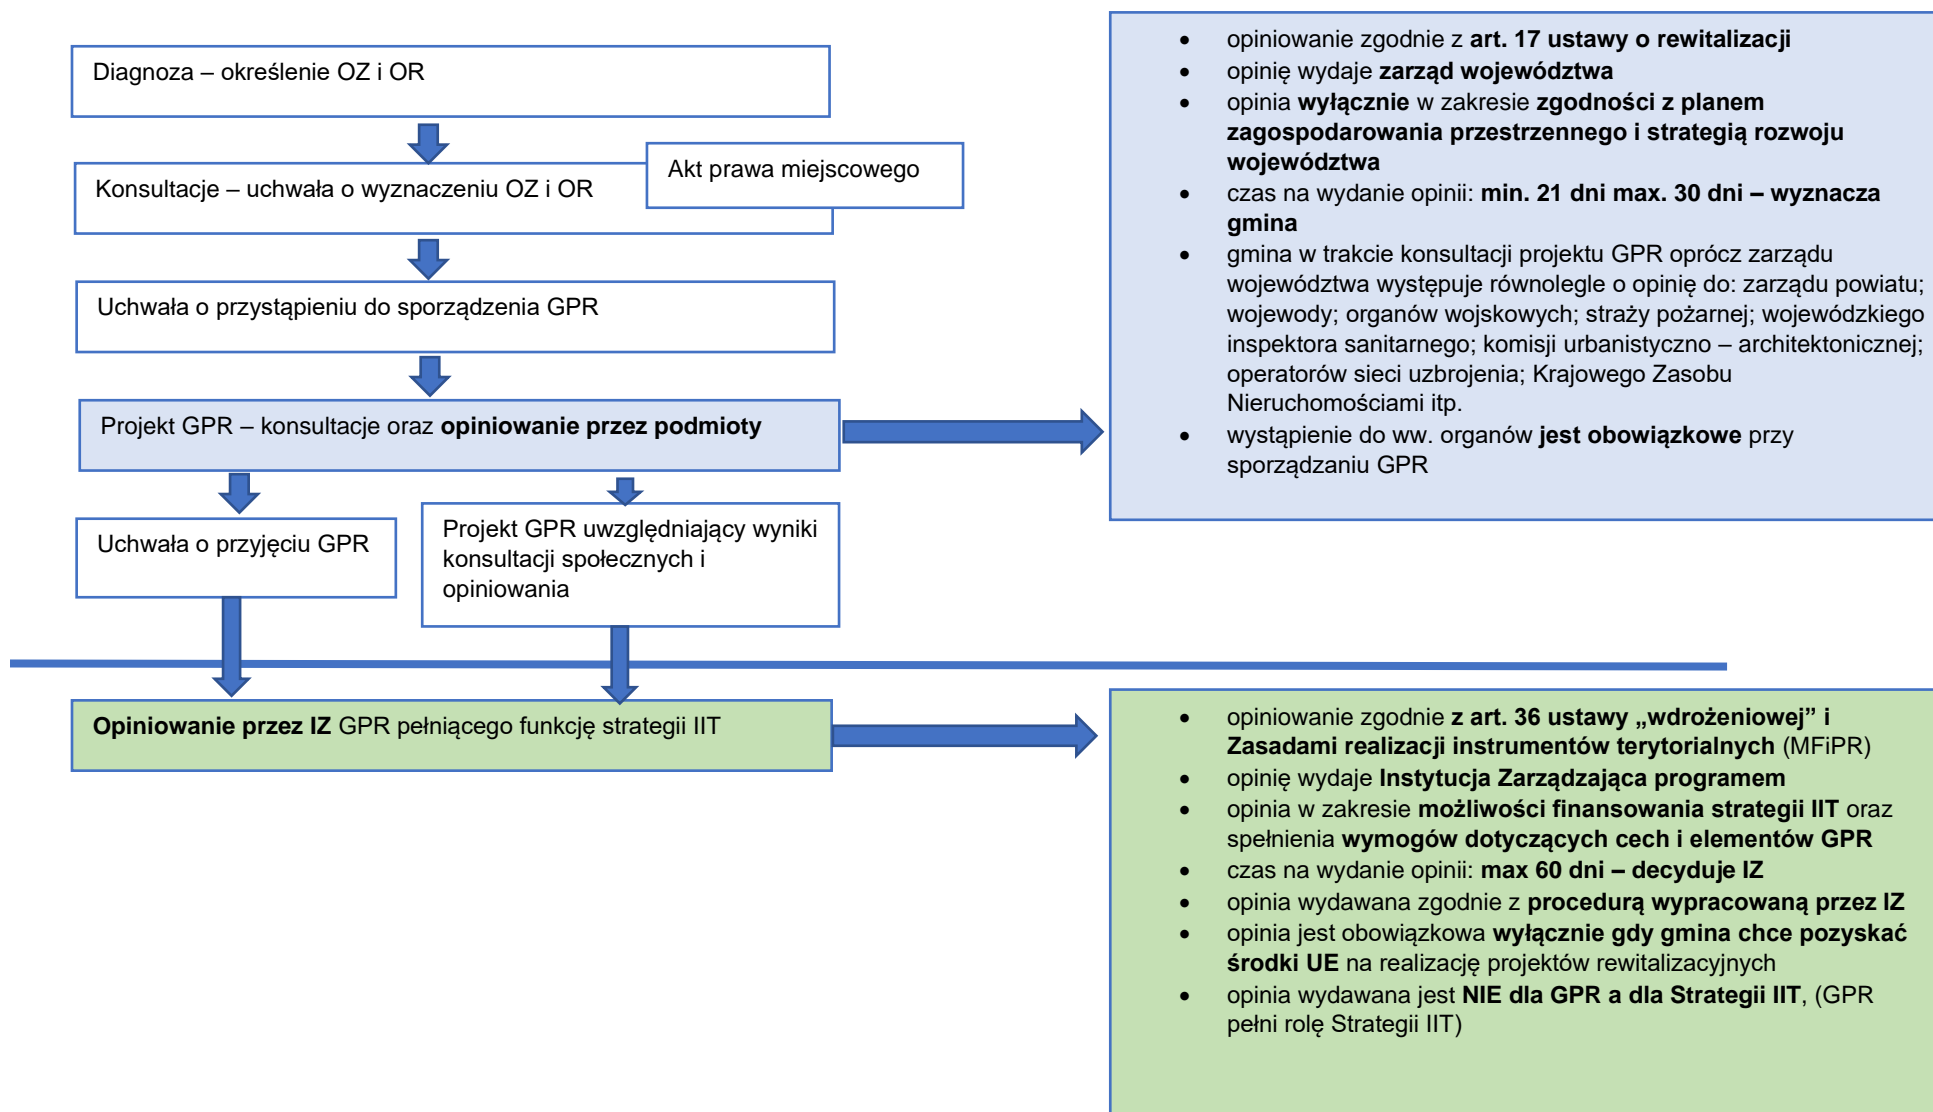 Diagnoza – określenie OZ i OR
Akt prawa miejscowego
Konsultacje – uchwała o wyznaczeniu OZ i OR
Uchwała o przystąpieniu do sporządzenia GPR
Projekt GPR – konsultacje oraz opiniowanie przez podmioty
Uchwała o przyjęciu GPR
Projekt GPR uwzględniający wyniki
konsultacji społecznych i
opiniowania
• opiniowanie zgodnie z art. 17 ustawy o rewitalizacji
• opinię wydaje zarząd województwa
• opinia wyłącznie w zakresie zgodności z planem
zagospodarowania przestrzennego i strategią rozwoju
województwa
• czas na wydanie opinii: min. 21 dni max. 30 dni – wyznacza
gmina
• gmina w trakcie konsultacji projektu GPR oprócz zarządu
województwa występuje równolegle o opinię do: zarządu powiatu;
wojewody; organów wojskowych; straży pożarnej; wojewódzkiego
inspektora sanitarnego; komisji urbanistyczno – architektonicznej;
operatorów sieci uzbrojenia; Krajowego Zasobu
Nieruchomościami itp.
• wystąpienie do ww. organów jest obowiązkowe przy
sporządzaniu GPR
Opiniowanie przez IZ GPR pełniącego funkcję strategii IIT
• opiniowanie zgodnie z art. 36 ustawy „wdrożeniowej” i
Zasadami realizacji instrumentów terytorialnych (MFiPR)
• opinię wydaje Instytucja Zarządzająca programem
• opinia w zakresie możliwości finansowania strategii IIT oraz
spełnienia wymogów dotyczących cech i elementów GPR
• czas na wydanie opinii: max 60 dni – decyduje IZ
• opinia wydawana zgodnie z procedurą wypracowaną przez IZ
• opinia jest obowiązkowa wyłącznie gdy gmina chce pozyskać
środki UE na realizację projektów rewitalizacyjnych
• opinia wydawana jest NIE dla GPR a dla Strategii IIT, (GPR
pełni rolę Strategii IIT)